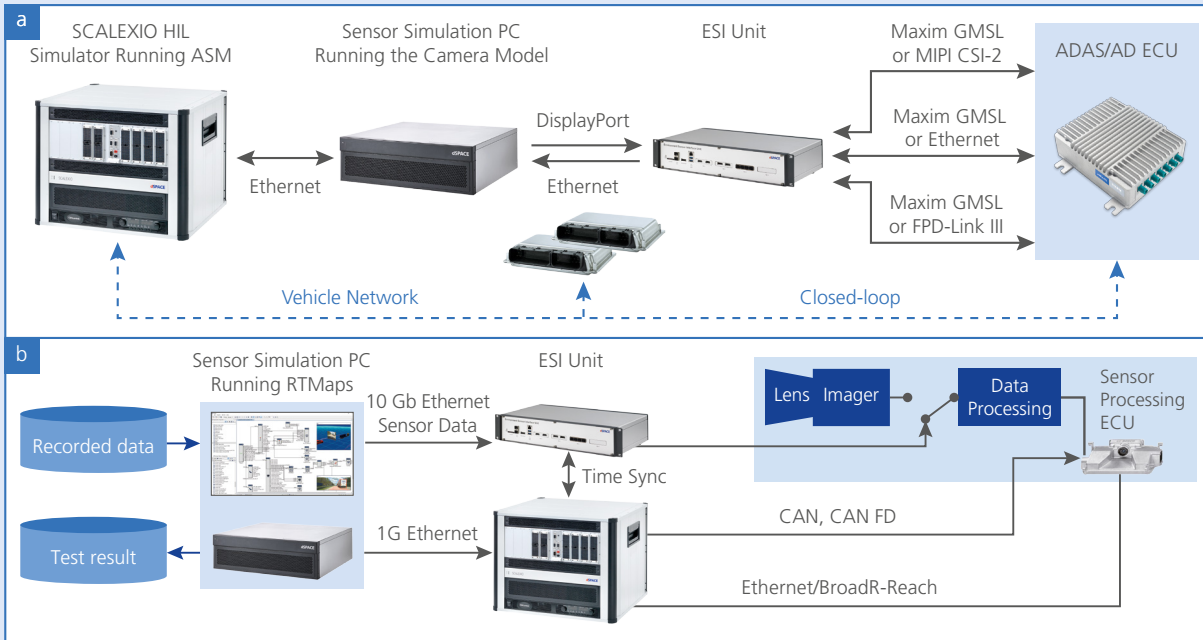 a
SCALEXIO HIL
Simulator Running ASM
Sensor Simulation PC
Running the Camera Model
ESI Unit
Maxim GMSL
or MIPI CSI-2
ADAS/AD ECU
DisplayPort
Ethernet
Ethernet
Maxim GMSL
or Ethernet
Maxim GMSL
or FPD-Link III
dSPACE
dSPACE
Vehicle Network
Closed-loop
b
Sensor Simulation PC
Running RTMaps
ESI Unit
Recorded data
10 Gb Ethernet
Sensor Data
Lens
Imager
Data
Processing
Sensor
Processing
ECU
Time Sync
Test result
1G Ethernet
CAN, CAN FD
Ethernet/BroadR-Reach